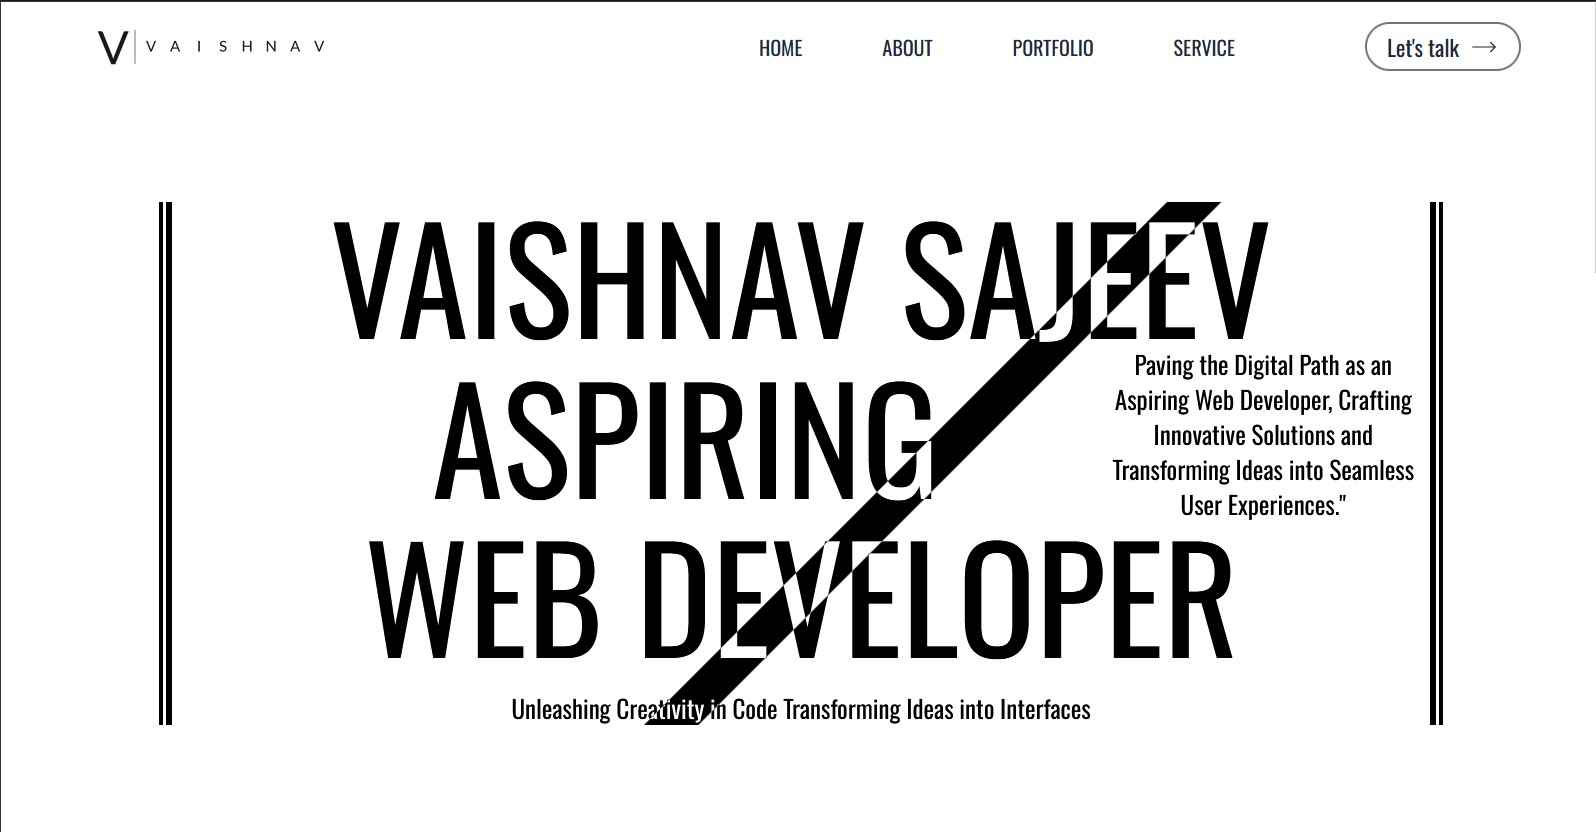 V
VAISHNAV
HOME
ABOUT
PORTFOLIO
SERVICE
Let's talk
VAISHNAV SAJEEV
ASPIRING
WEB DEVELOPER
Paving the Digital Path as an
Aspiring Web Developer, Crafting
Innovative Solutions and
Transforming Ideas into Seamless
User Experiences."
Unleashing Creativity in Code Transforming Ideas into Interfaces